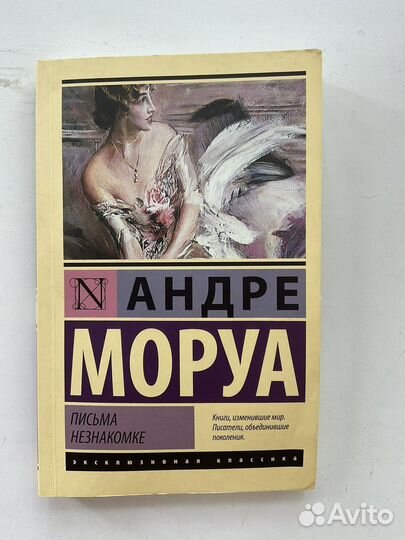 N
АНДРЕ
МОРУА
ПИСЬМА
НЕЗНАКОМКЕ
Книги, изменившие мир.
Писатели, объединившие
поколения.
эксклюзивная классика
Avito